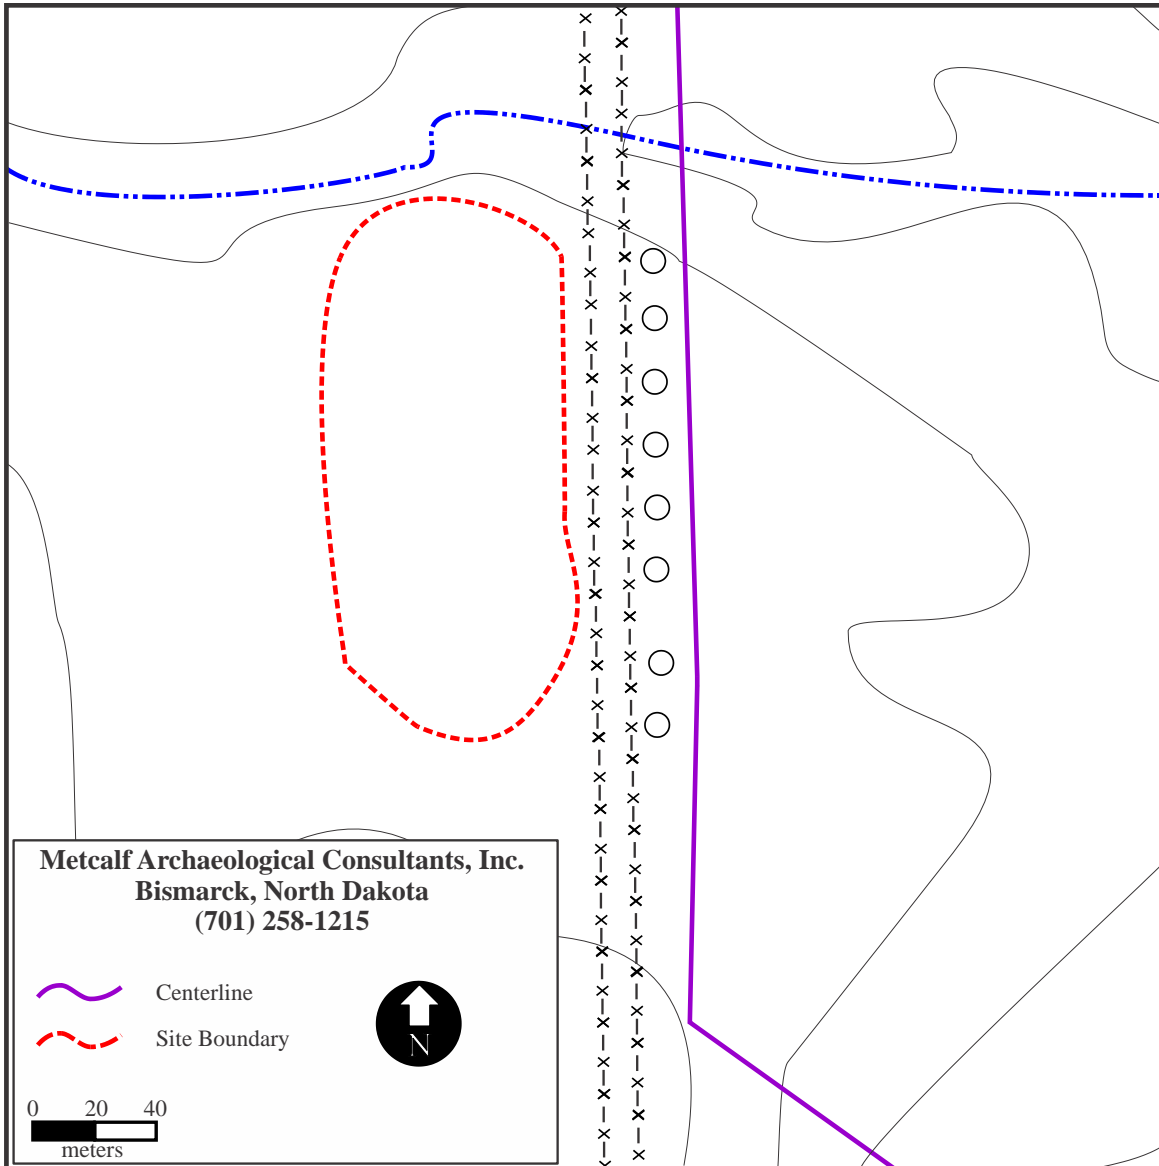 Metcalf Archaeological Consultants, Inc.
Bismarck, North Dakota
(701) 258-1215
Centerline
Site Boundary
N
0 20 40
meters